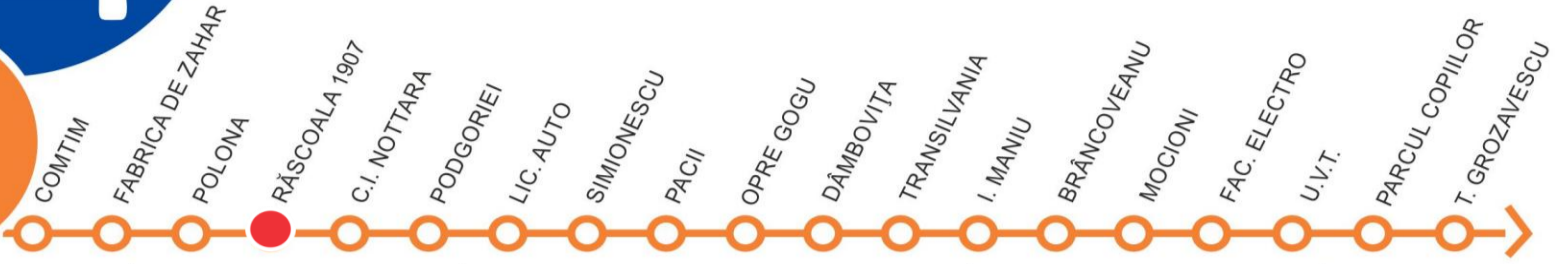 COMTIM
FABRICA DE ZAHAR
POLONA
RĂSCOALA 1907
C.I. NOTTARA
PODGORIEI
LIC. AUTO
SIMIONESCU
PACII
OPRE GOGU
DÂMBOVIŢA
TRANSILVANIA
I. MANIU
BRÂNCOVEANU
MOCIONI
FAC. ELECTRO
U.V.T.
PARCUL COPIILOR
T. GROZAVESCU